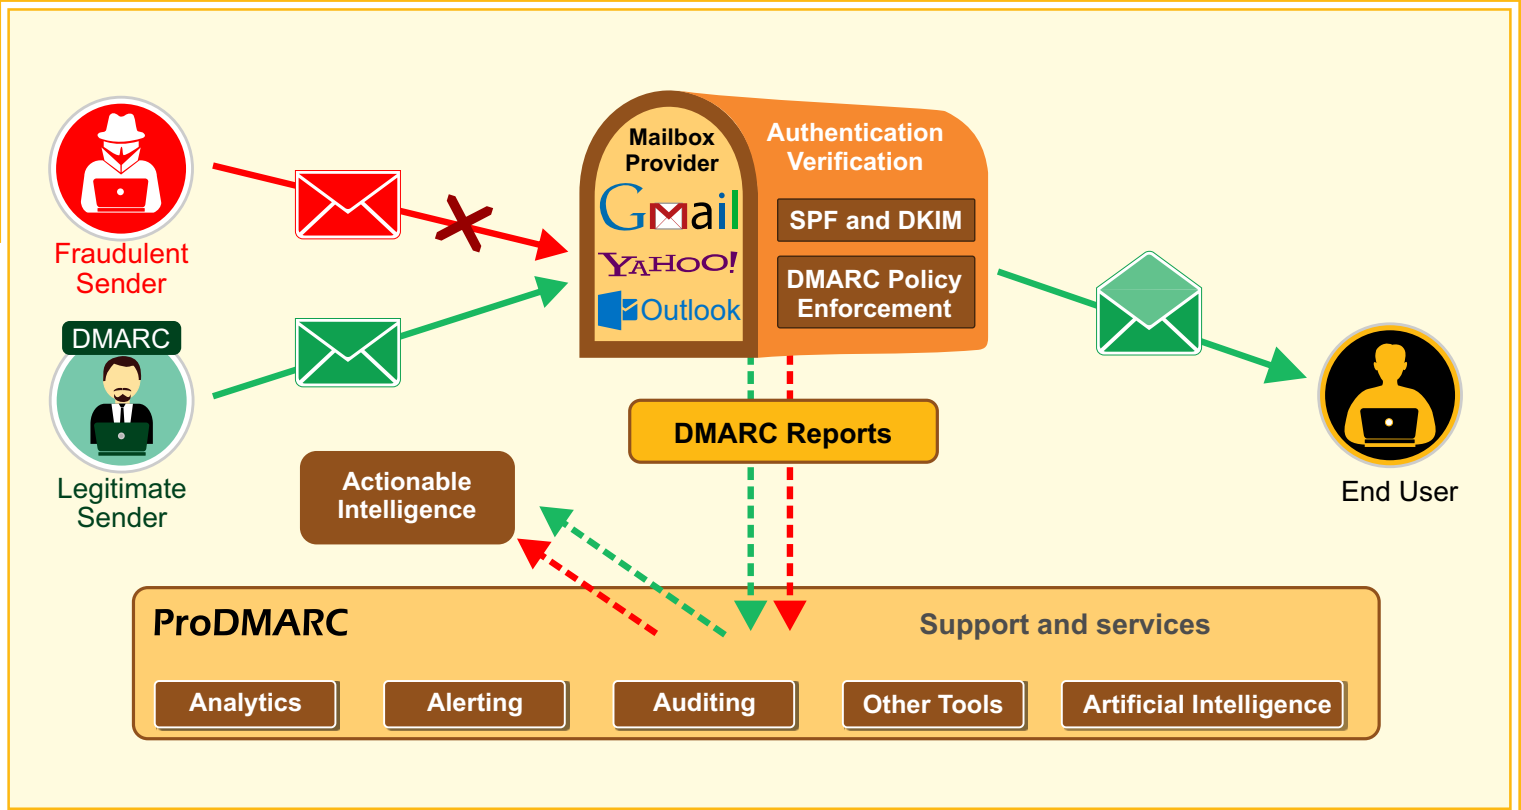 Fraudulent
Sender
DMARC
Legitimate
Sender
Mailbox
Provider
Gmail
YAHOO!
Outlook
Authentication
Verification
SPF and DKIM
DMARC Policy
Enforcement
End User
DMARC Reports
Actionable
Intelligence
ProDMARC
Support and services
Analytics
Alerting
Auditing
Other Tools
Artificial Intelligence